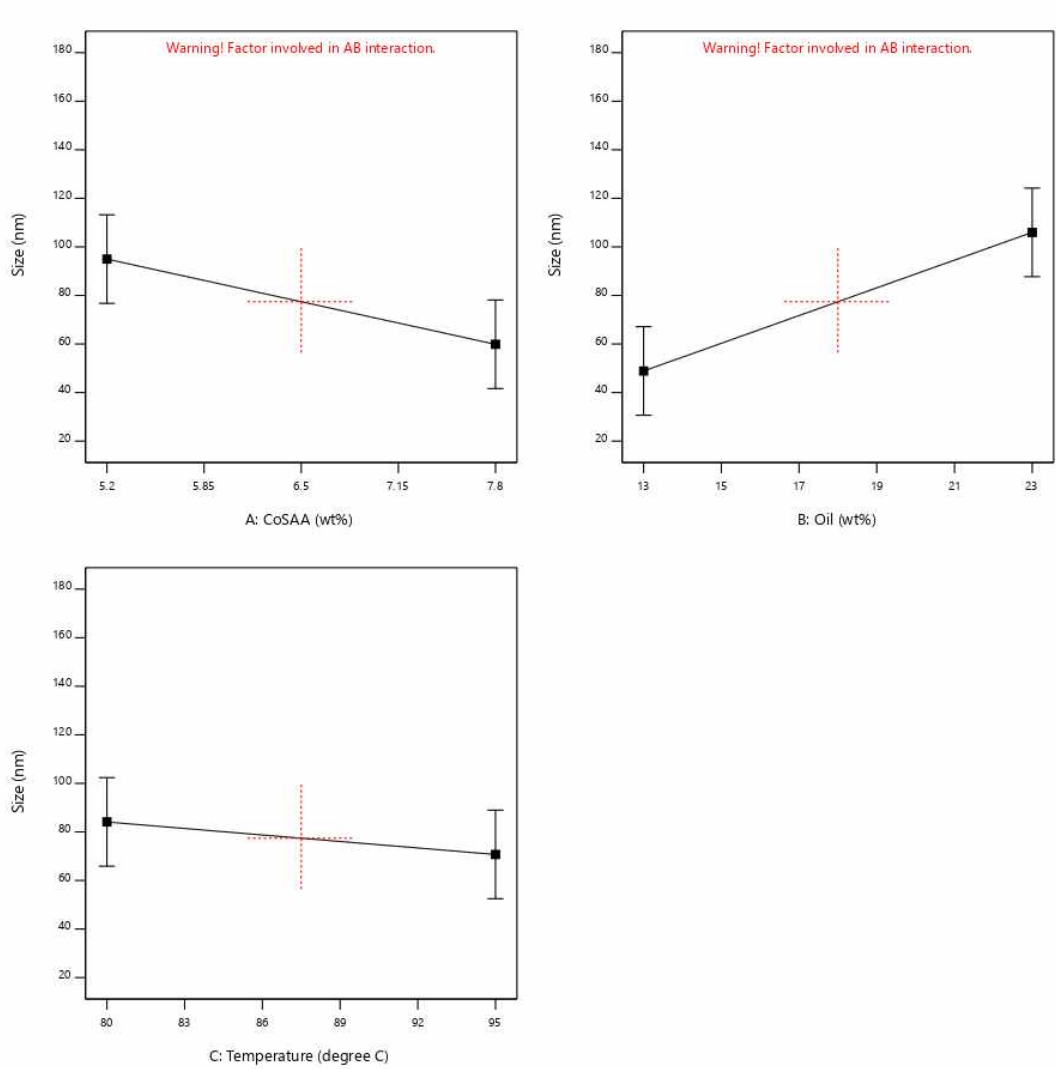 Warning! Factor involved in AB interaction.
180
160
140
120
100
80
60
40
20
Size (nm)
5.2 5.85 6.5 7.15 7.8
A: CoSAA (wt%)
Warning! Factor involved in AB interaction.
180
160
140
120
100
80
60
40
20
Size (nm)
13 15 17 19 21 23
B: Oil (wt%)
180
160
140
120
100
80
60
40
20
Size (nm)
80 83 86 89 92 95
C: Temperature (degree C)